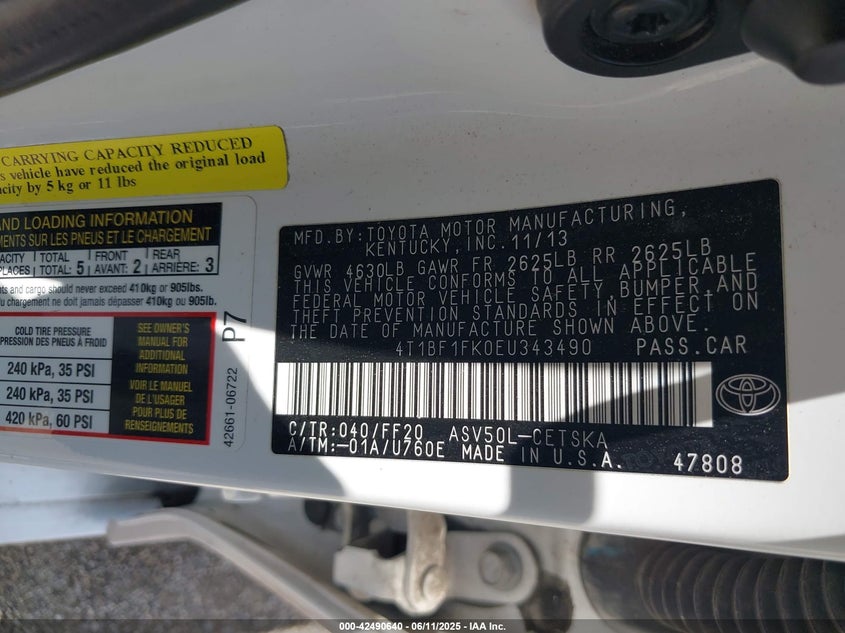 CARRYING CAPACITY REDUCED
s vehicle have reduced the original load
acity by 5 kg or 11 lbs
AND LOADING INFORMATION
EMENTS SUR LES PNEUS ET LE CHARGEMENT
TOTAL FRONT REAR
PLACES TOTAL: 5 AVANT: 2 ARRIÈRE: 3
nts and cargo should never exceed 410kg or 905lbs.
u chargement ne doit jamais dépasser 410kg ou 905lb.
COLD TIRE PRESSURE
PRESSION DES PNEUS À FROID
240 kPa, 35 PSI
240 kPa, 35 PSI
420 kPa, 60 PSI
SEE OWNER'S
MANUAL FOR
ADDITIONAL
INFORMATION
VOIR LE MANUEL
DE L'USAGER
POUR PLUS DE
RENSEIGNEMENTS
P7
42661-06722
MFD.BY:TOYOTA MOTOR MANUFACTURING,
KENTUCKY,INC.11/13
GVWR 4630LB GAWR FR 2625LB RR 2625LB
THIS VEHICLE CONFORMS TO ALL APPLICABLE
FEDERAL MOTOR VEHICLE SAFETY,BUMPER,AND
THEFT PREVENTION STANDARDS IN EFFECT ON
THE DATE OF MANUFACTURE SHOWN ABOVE.
4T1BF1FK0EU343490 PASS.CAR
C/TR:040/FF20 ASV50L-CETSKA
A/TM:-01A/U760E MADE IN U.S.A.
47808
000-42490640 - 06/11/2025 - IAA, Inc.